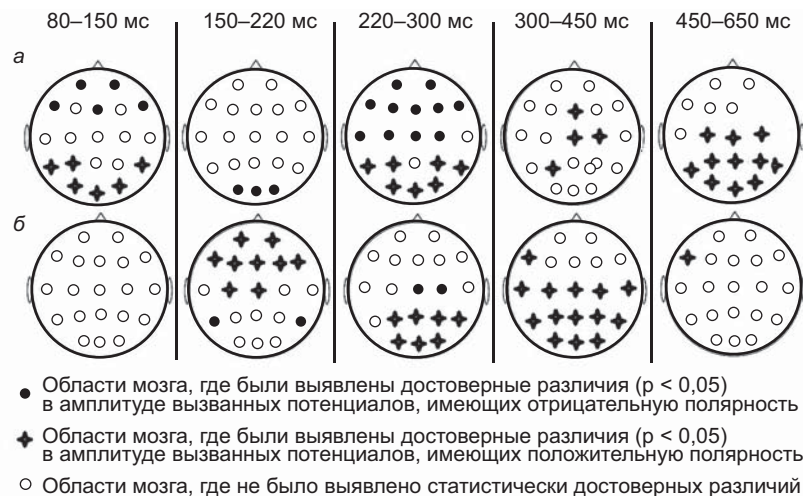 80–150 мс 150–220 мс 220–300 мс 300–450 мс 450–650 мс
а
б
Области мозга, где были выявлены достоверные различия (p < 0,05)
в амплитуде вызванных потенциалов, имеющих отрицательную полярность
Области мозга, где были выявлены достоверные различия (p < 0,05)
в амплитуде вызванных потенциалов, имеющих положительную полярность
Области мозга, где не было выявлено статистически достоверных различий